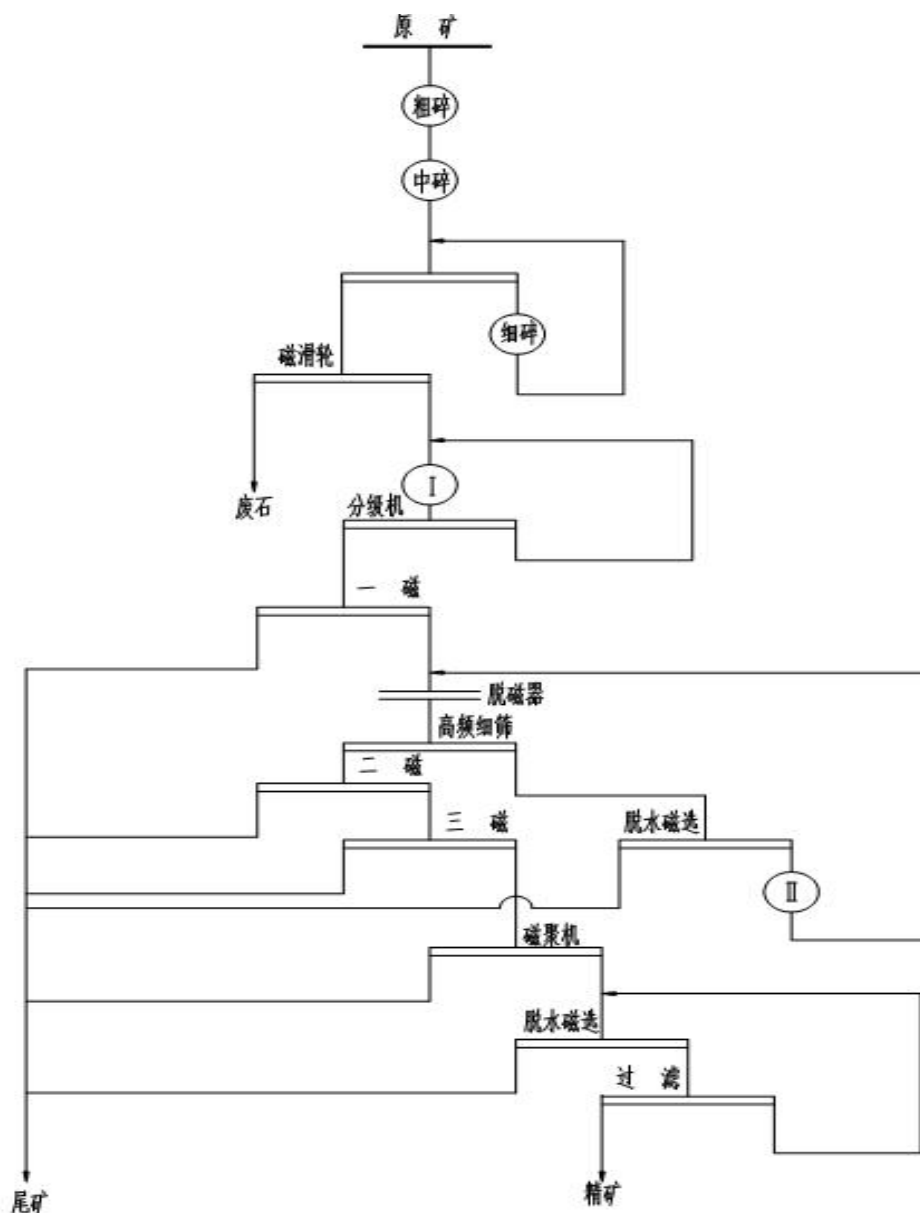 原 矿
粗碎
中碎
细碎
磁滑轮
废石
Ⅰ
分级机
一 磁
脱磁器
高频细筛
二 磁
三 磁
脱水磁选
Ⅱ
磁聚机
脱水磁选
过 滤
尾矿
精矿